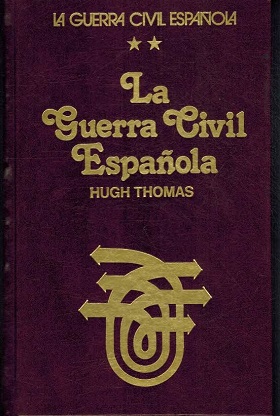 LA GUERRA CIVIL ESPAÑOLA
★★
La
Guerra Civil
Española
HUGH THOMAS